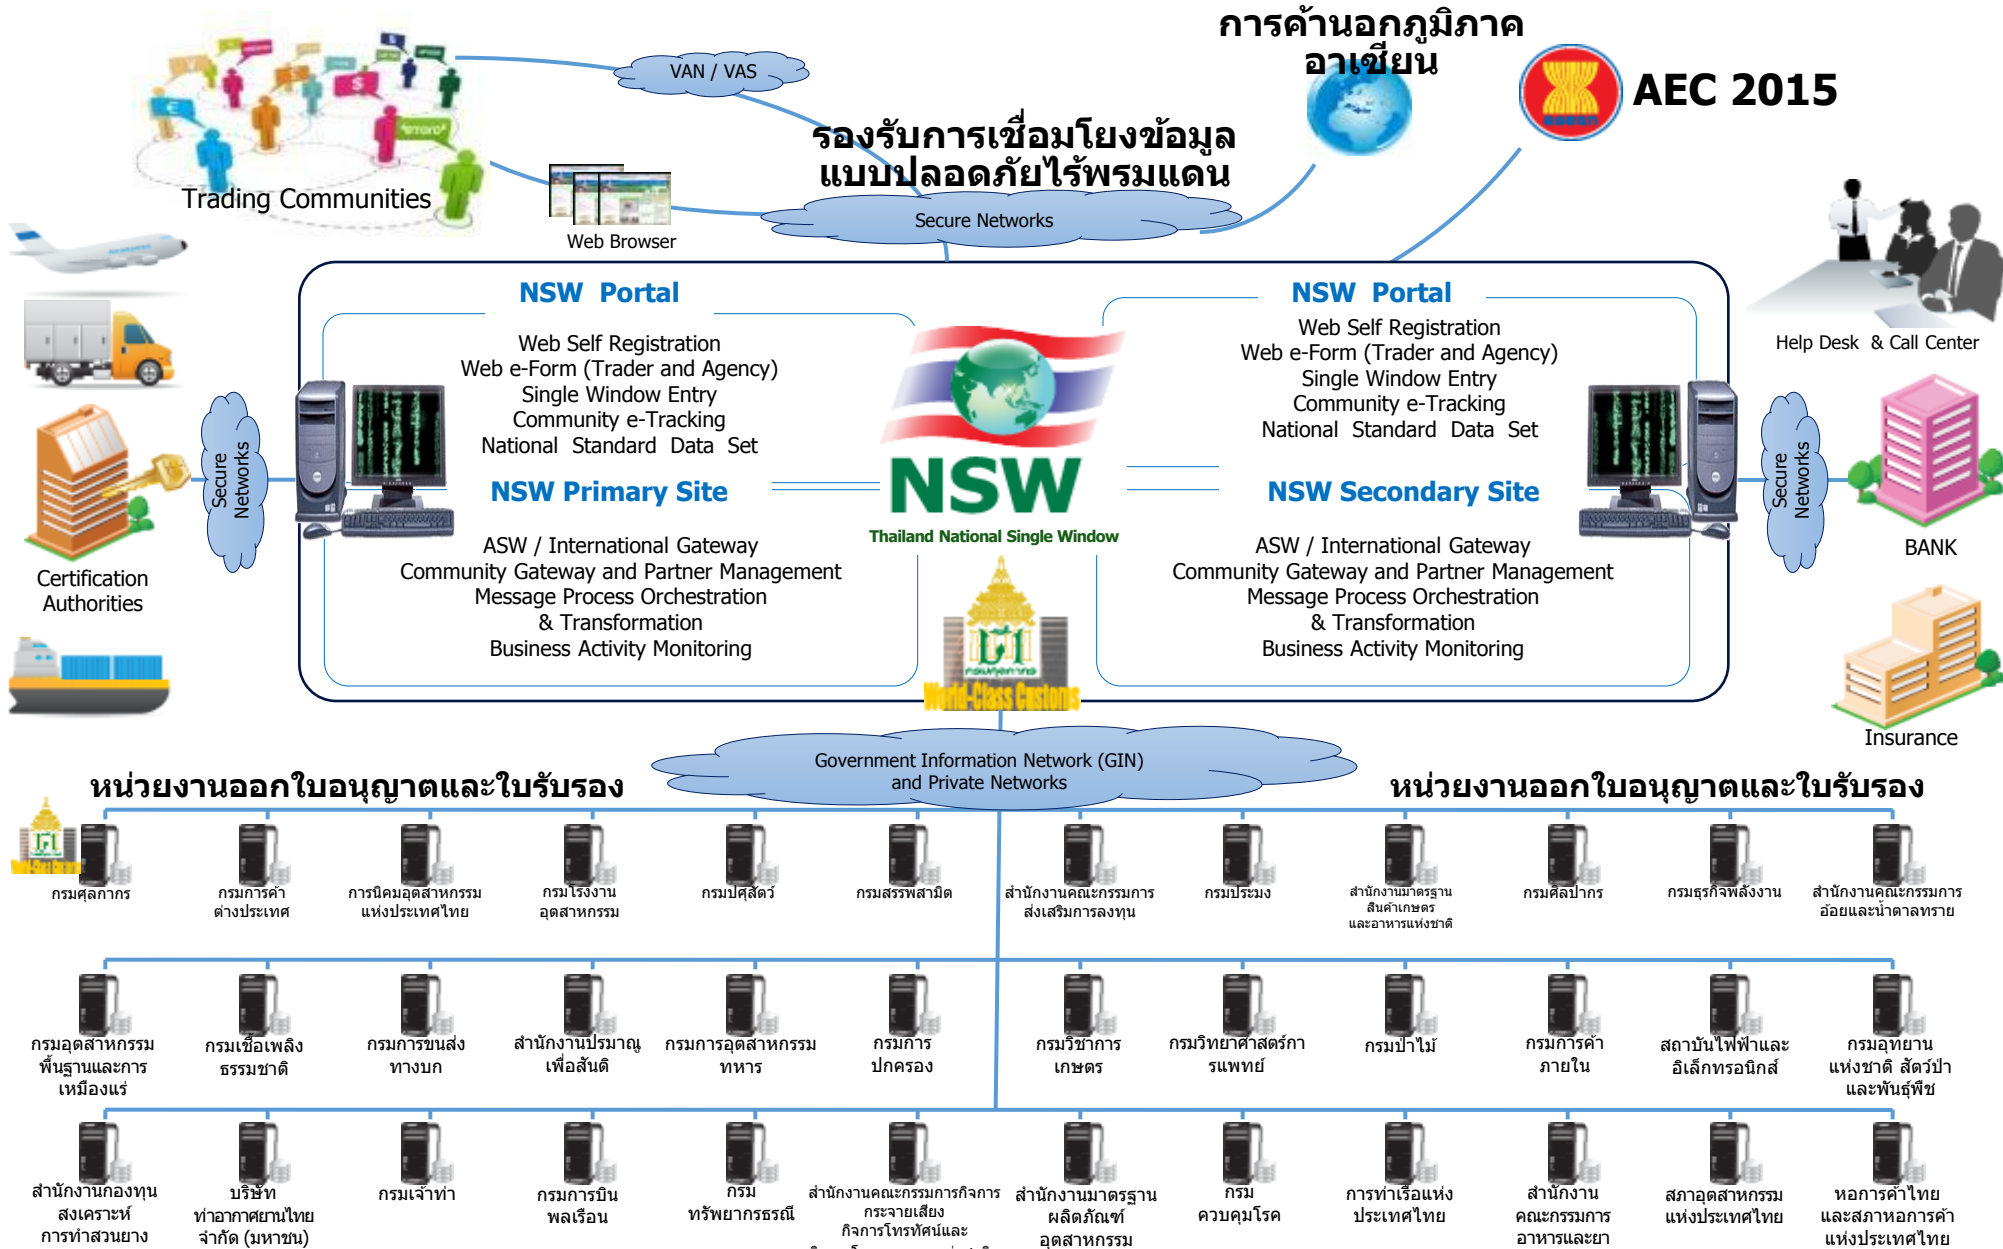 การค้านอกภูมิภาค
อาเซียน
VAN / VAS
AEC 2015
รองรับการเชื่อมโยงข้อมูล
แบบปลอดภัยไร้พรมแดน
Trading Communities
Secure Networks
Web Browser
Help Desk & Call Center
NSW Portal
Web Self Registration
Web e-Form (Trader and Agency)
Single Window Entry
Community e-Tracking
National Standard Data Set
NSW Primary Site
ASW / International Gateway
Community Gateway and Partner Management
Message Process Orchestration
& Transformation
Business Activity Monitoring
NSW
Thailand National Single Window
กรมศุลกากร
World-Class Customs
NSW Portal
Web Self Registration
Web e-Form (Trader and Agency)
Single Window Entry
Community e-Tracking
National Standard Data Set
NSW Secondary Site
ASW / International Gateway
Community Gateway and Partner Management
Message Process Orchestration
& Transformation
Business Activity Monitoring
Secure
Networks
Certification
Authorities
Secure
Networks
BANK
Insurance
Government Information Network (GIN)
and Private Networks
หน่วยงานออกใบอนุญาตและใบรับรอง
หน่วยงานออกใบอนุญาตและใบรับรอง
กรมศุลกากร
กรมการค้า
ต่างประเทศ
การนิคมอุตสาหกรรม
แห่งประเทศไทย
กรมโรงงาน
อุตสาหกรรม
กรมปศุสัตว์
กรมสรรพสามิต
สำนักงานคณะกรรมการ
ส่งเสริมการลงทุน
กรมประมง
สำนักงานมาตรฐาน
สินค้าเกษตร
และอาหารแห่งชาติ
กรมศิลปากร
กรมธุรกิจพลังงาน
สำนักงานคณะกรรมการ
อ้อยและน้ำตาลทราย
กรมอุตสาหกรรม
พื้นฐานและการ
เหมืองแร่
กรมเชื้อเพลิง
ธรรมชาติ
กรมการขนส่ง
ทางบก
สำนักงานปรมาณู
เพื่อสันติ
กรมการอุตสาหกรรม
ทหาร
กรมการ
ปกครอง
กรมวิชาการ
เกษตร
กรมวิทยาศาสตร์กา
รแพทย์
กรมป่าไม้
กรมการค้า
ภายใน
สถาบันไฟฟ้าและ
อิเล็กทรอนิกส์
กรมอุทยาน
แห่งชาติ สัตว์ป่า
และพันธุ์พืช
สำนักงานกองทุน
สงเคราะห์
การทำสวนยาง
บริษัท
ท่าอากาศยานไทย
จำกัด (มหาชน)
กรมเจ้าท่า
กรมการบิน
พลเรือน
กรม
ทรัพยากรธรณี
สำนักงานคณะกรรมการกิจการ
กระจายเสียง
กิจการโทรทัศน์และ
สำนักงานมาตรฐาน
ผลิตภัณฑ์
อุตสาหกรรม
กรม
ควบคุมโรค
การท่าเรือแห่ง
ประเทศไทย
สำนักงาน
คณะกรรมการ
อาหารและยา
สภาอุตสาหกรรม
แห่งประเทศไทย
หอการค้าไทย
และสภาหอการค้า
แห่งประเทศไทย